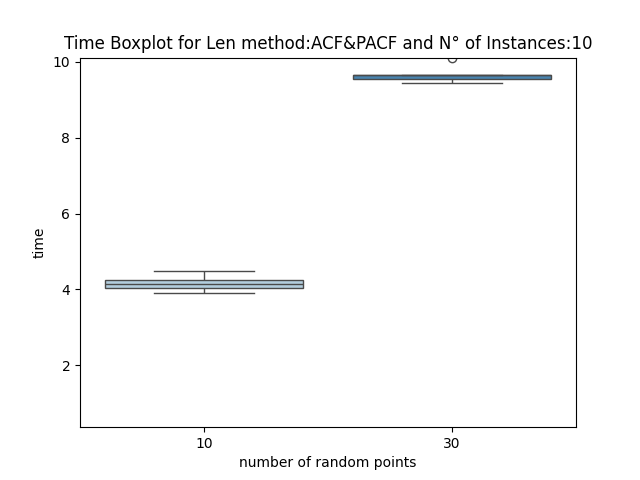 Time Boxplot for Len method:ACF&PACF and N° of Instances:10
10
8
6
4
2
time
10 30
number of random points